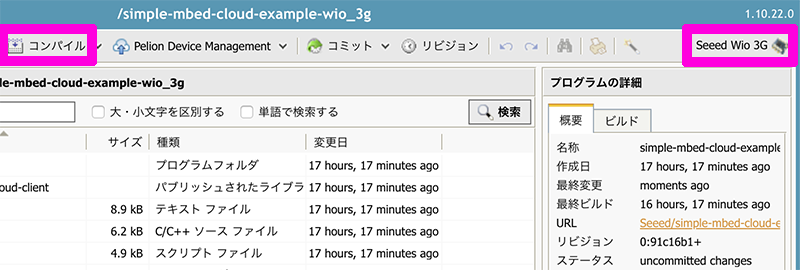 /simple-mbed-cloud-example-wio_3g 1.10.22.0
コンパイル Pelion Device Management コミット リビジョン Seeed Wio 3G
le-mbed-cloud-example-wio_3g プログラムの詳細
大・小文字を区別する 単語で検索する 検索
概要 ビルド
サイズ 種類 変更日
プログラムフォルダ 17 hours, 17 minutes ago
oud-client パブリッシュされたライブラ 17 hours, 17 minutes ago
8.9 kB テキスト ファイル 17 hours, 17 minutes ago
6.2 kB C/C++ ソース ファイル 17 hours, 17 minutes ago
4.9 kB スクリプト ファイル 17 hours, 17 minutes ago
名称 simple-mbed-cloud-example
作成日 17 hours, 17 minutes ago
最終変更 moments ago
最終ビルド 16 hours, 17 minutes ago
URL Seeed/simple-mbed-cloud-e
リビジョン 0:91c16b1+
ステータス uncommitted changes